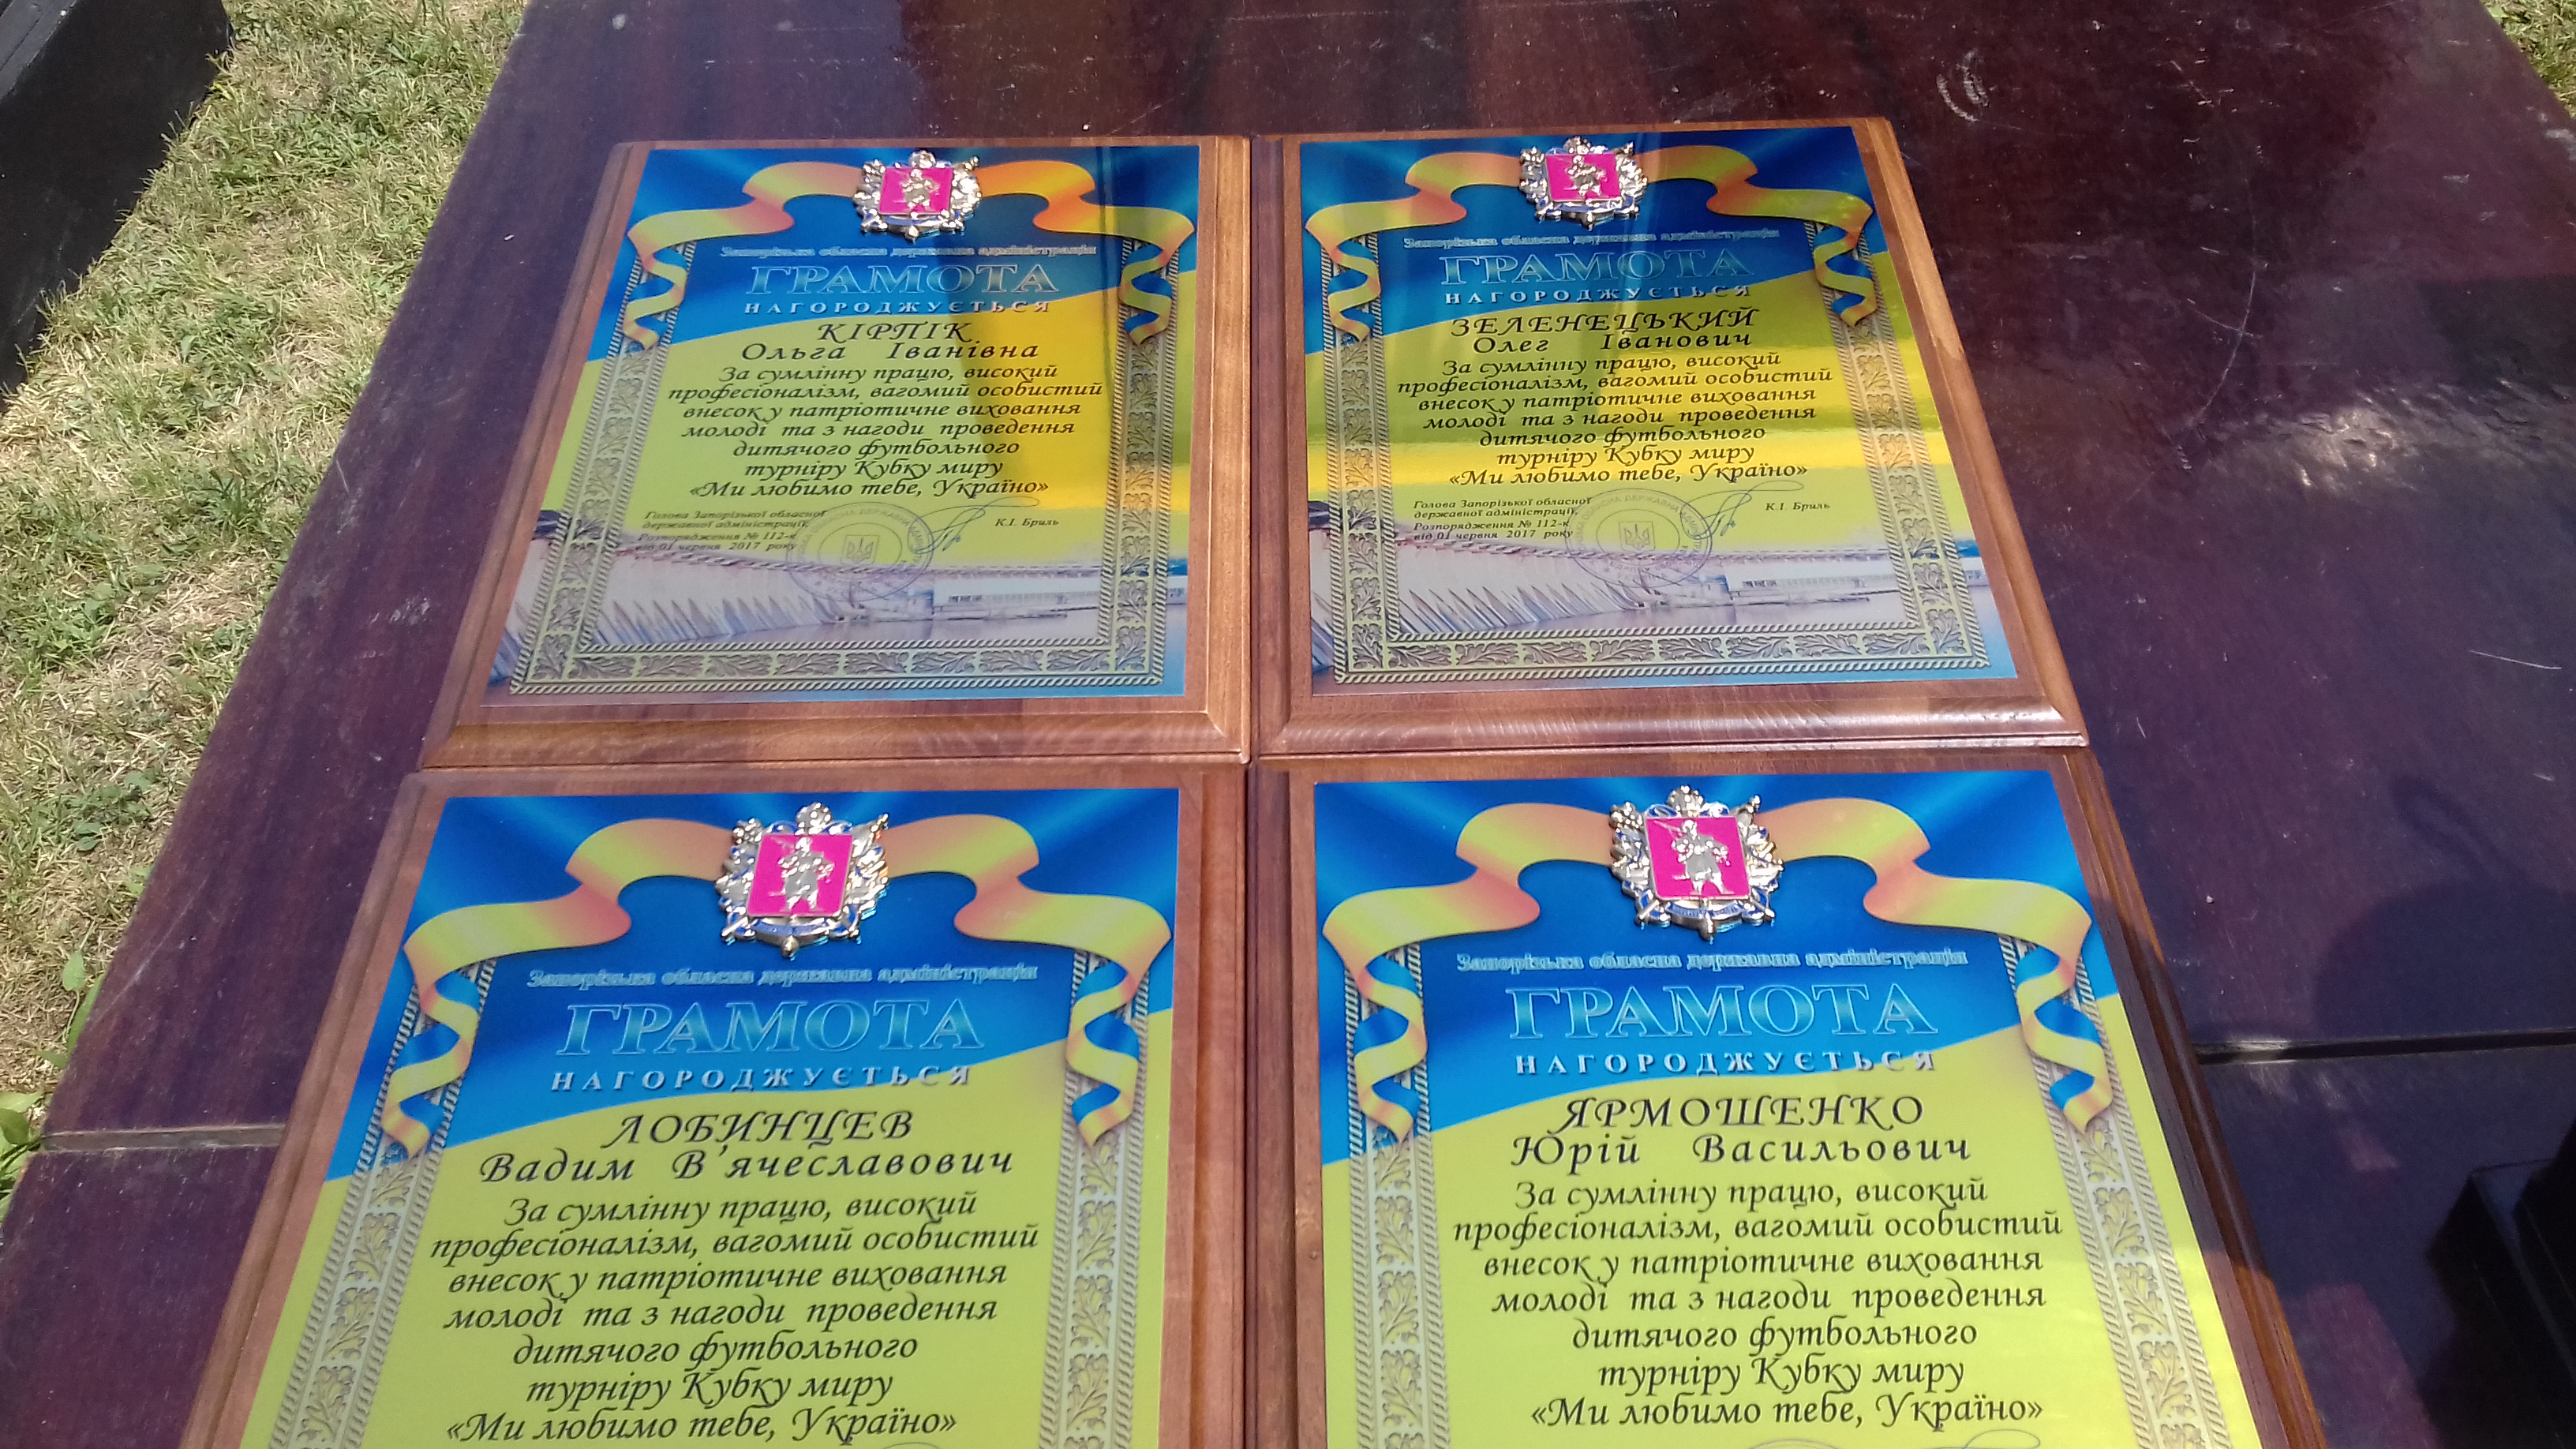 Запорізька обласна державна адміністрація
ГРАМОТА
НАГОРОДЖУЄТЬСЯ
КІРПІК
Ольга Іванівна
За сумлінну працю, високий
професіоналізм, вагомий особистий
внесок у патріотичне виховання
молоді та з нагоди проведення
дитячого футбольного
турніру Кубку миру
«Ми любимо тебе, Україно»
Голова Запорізької обласної
державної адміністрації,
К.І. Бриль
Розпорядження № 112-к
від 01 червня 2017 року
Запорізька обласна державна адміністрація
ГРАМОТА
НАГОРОДЖУЄТЬСЯ
ЗЕЛЕНЕЦЬКИЙ
Олег Іванович
За сумлінну працю, високий
професіоналізм, вагомий особистий
внесок у патріотичне виховання
молоді та з нагоди проведення
дитячого футбольного
турніру Кубку миру
«Ми любимо тебе, Україно»
Голова Запорізької обласної
державної адміністрації,
К.І. Бриль
Розпорядження № 112-к
від 01 червня 2017 року
Запорізька обласна державна адміністрація
ГРАМОТА
НАГОРОДЖУЄТЬСЯ
ЛОБИНЦЕВ
Вадим В'ячеславович
За сумлінну працю, високий
професіоналізм, вагомий особистий
внесок у патріотичне виховання
молоді та з нагоди проведення
дитячого футбольного
турніру Кубку миру
«Ми любимо тебе, Україно»
Запорізька обласна державна адміністрація
ГРАМОТА
НАГОРОДЖУЄТЬСЯ
ЯРМОШЕНКО
Юрій Васильович
За сумлінну працю, високий
професіоналізм, вагомий особистий
внесок у патріотичне виховання
молоді та з нагоди проведення
дитячого футбольного
турніру Кубку миру
«Ми любимо тебе, Україно»